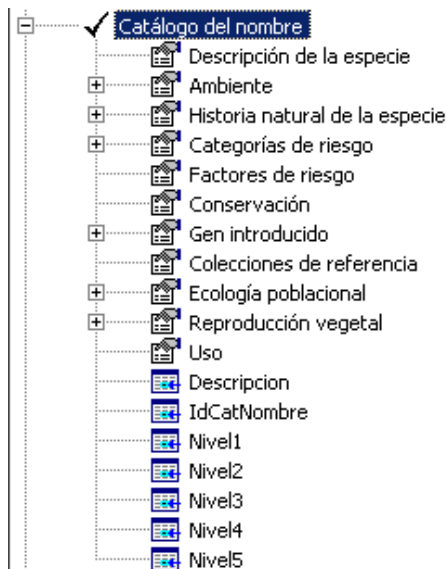 Catálogo del nombre
Descripción de la especie
Ambiente
Historia natural de la especie
Categorías de riesgo
Factores de riesgo
Conservación
Gen introducido
Colecciones de referencia
Ecología poblacional
Reproducción vegetal
Uso
Descripcion
IdCatNombre
Nivel1
Nivel2
Nivel3
Nivel4
Nivel5